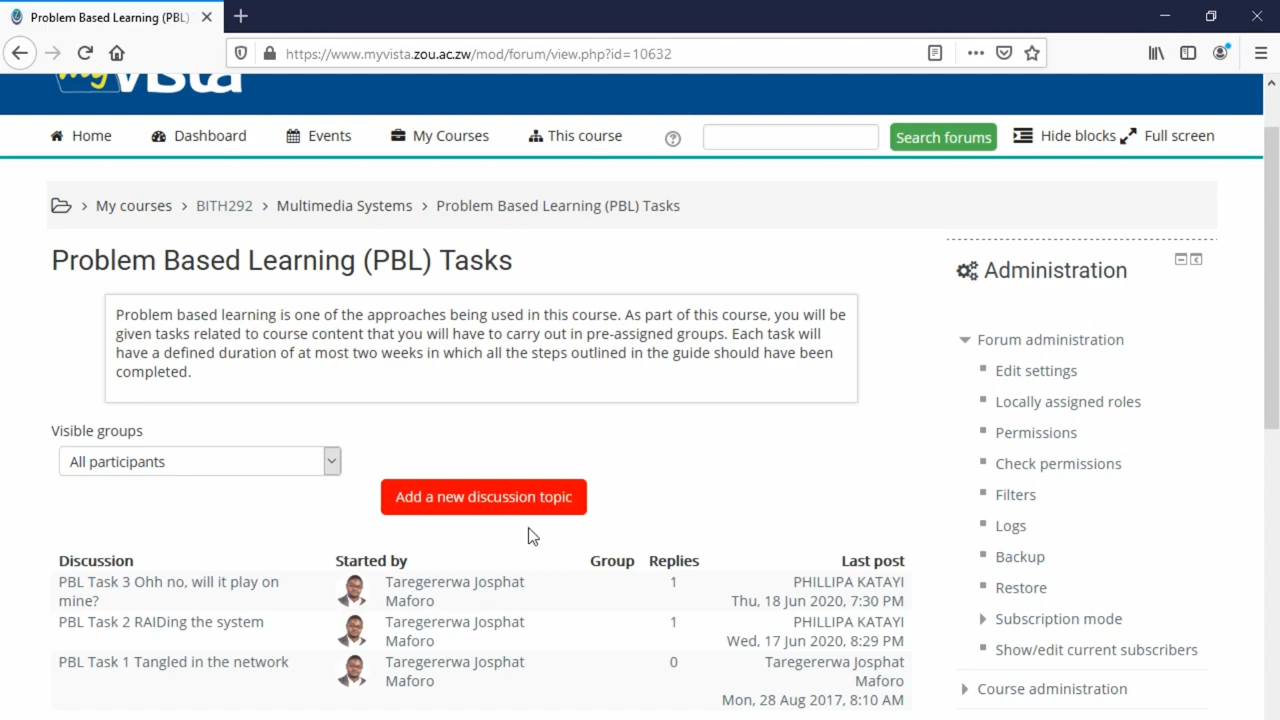 Problem Based Learning (PBL)
https://www.myvista.zou.ac.zw/mod/forum/view.php?id=10632
my vista
Home Dashboard Events My Courses This course Search forums Hide blocks Full screen
My courses > BITH292 > Multimedia Systems > Problem Based Learning (PBL) Tasks
Problem Based Learning (PBL) Tasks
Problem based learning is one of the approaches being used in this course. As part of this course, you will be
given tasks related to course content that you will have to carry out in pre-assigned groups. Each task will
have a defined duration of at most two weeks in which all the steps outlined in the guide should have been
completed.
Visible groups
All participants
Add a new discussion topic
Discussion Started by Group Replies Last post
PBL Task 3 Ohh no, will it play on Taregererwa Josphat 1 PHILLIPA KATAYI
mine? Maforo Thu, 18 Jun 2020, 7:30 PM
PBL Task 2 RAIDing the system Taregererwa Josphat 1 PHILLIPA KATAYI
Maforo Wed, 17 Jun 2020, 8:29 PM
PBL Task 1 Tangled in the network Taregererwa Josphat 0 Taregererwa Josphat
Maforo Maforo
Mon, 28 Aug 2017, 8:10 AM
Administration
Forum administration
Edit settings
Locally assigned roles
Permissions
Check permissions
Filters
Logs
Backup
Restore
Subscription mode
Show/edit current subscribers
Course administration